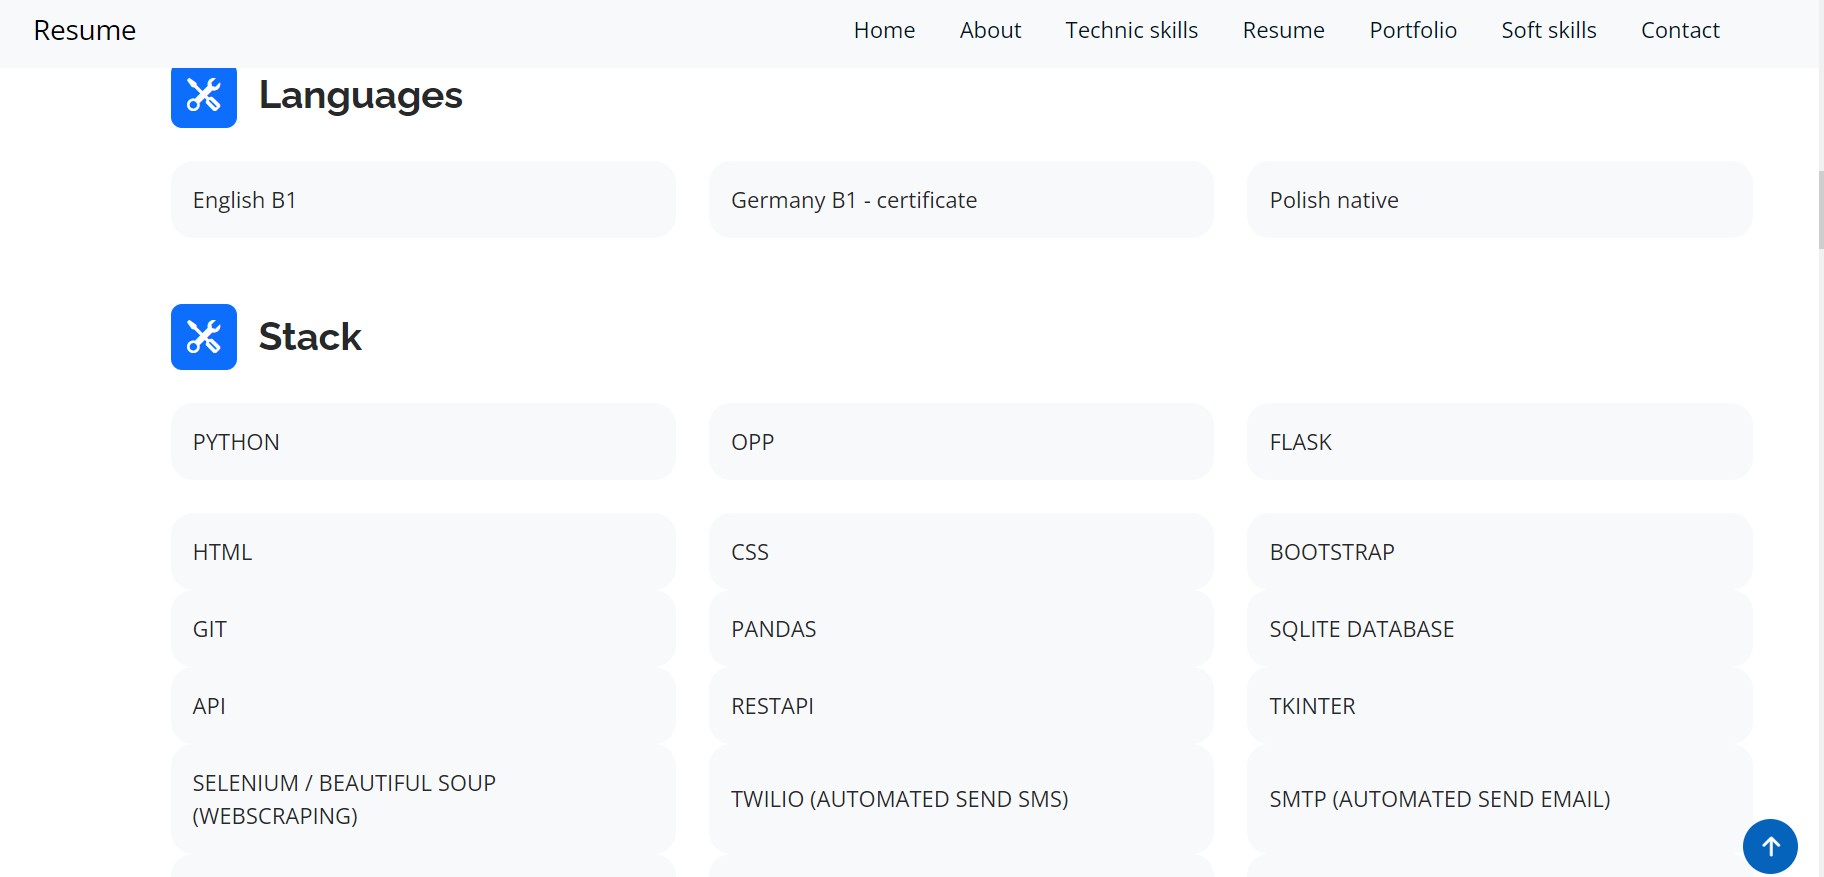 Resume
Home About Technic skills Resume Portfolio Soft skills Contact
Languages
English B1
Germany B1 - certificate
Polish native
Stack
PYTHON
OPP
FLASK
HTML
CSS
BOOTSTRAP
GIT
PANDAS
SQLITE DATABASE
API
RESTAPI
TKINTER
SELENIUM / BEAUTIFUL SOUP
(WEBSCRAPING)
TWILIO (AUTOMATED SEND SMS)
SMTP (AUTOMATED SEND EMAIL)